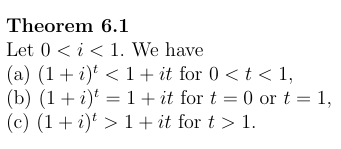 Theorem 6.1
Let 0 < i < 1. We have
(a) (1 + i)^t < 1 + it for 0 < t < 1,
(b) (1 + i)^t = 1 + it for t = 0 or t = 1,
(c) (1 + i)^t > 1 + it for t > 1.